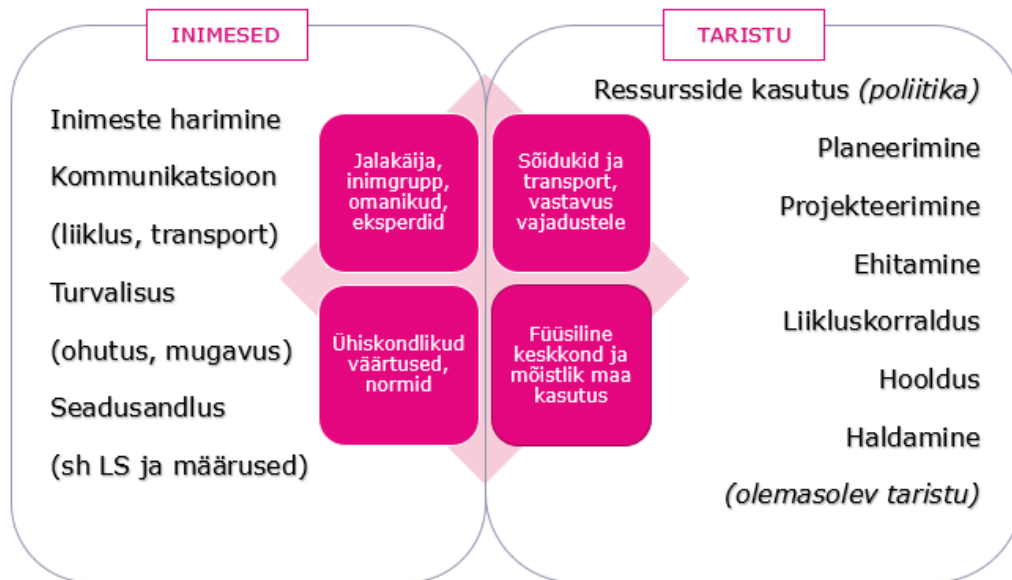 INIMESED
Inimeste harimine
Kommunikatsioon
(liiklus, transport)
Turvalisus
(ohutus, mugavus)
Seadusandlus
(sh LS ja määrused)
Jalakäija,
inimgrupp,
omanikud,
eksperdid
Sõidukid ja
transport,
vastavus
vajadustele
Ühiskondlikud
väärtused,
normid
Füüsiline
keskkond ja
mõistlik maa
kasutus
TARISTU
Ressursside kasutus (poliitika)
Planeerimine
Projekteerimine
Ehitamine
Liikluskorraldus
Hooldus
Haldamine
(olemasolev taristu)